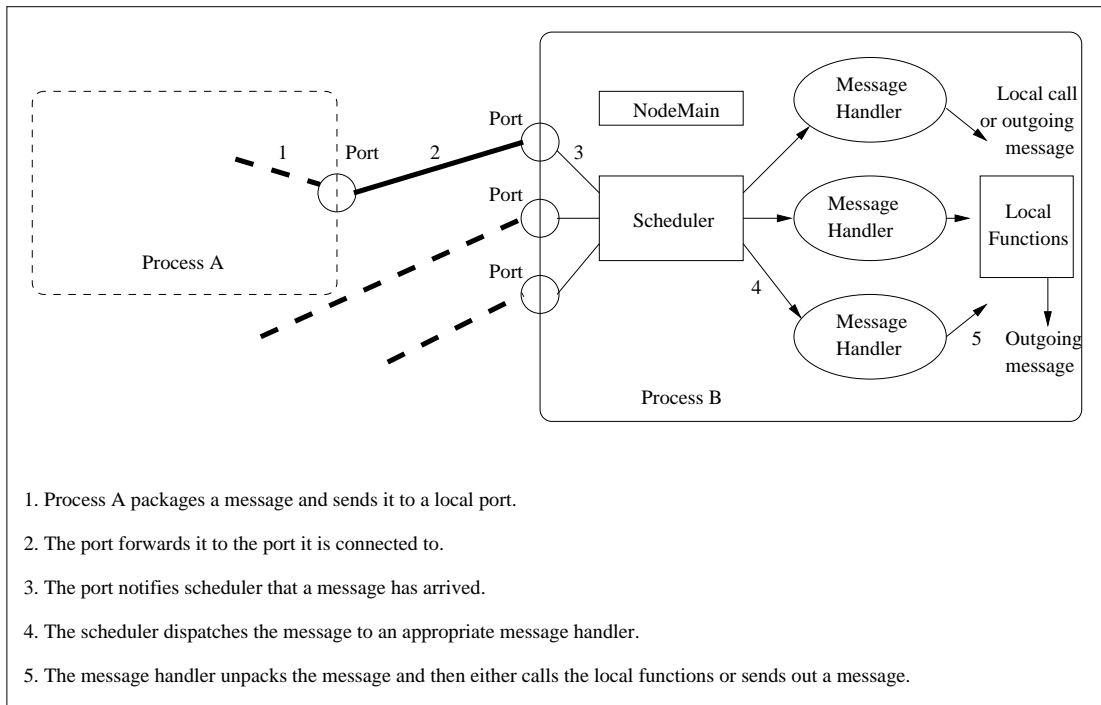 Port
NodeMain
Message
Handler
Local call
or outgoing
message
1
Port
2
3
Port
Scheduler
Message
Handler
Local
Functions
Process A
Port
4
Message
Handler
5
Outgoing
message
Process B
1. Process A packages a message and sends it to a local port.
2. The port forwards it to the port it is connected to.
3. The port notifies scheduler that a message has arrived.
4. The scheduler dispatches the message to an appropriate message handler.
5. The message handler unpacks the message and then either calls the local functions or sends out a message.